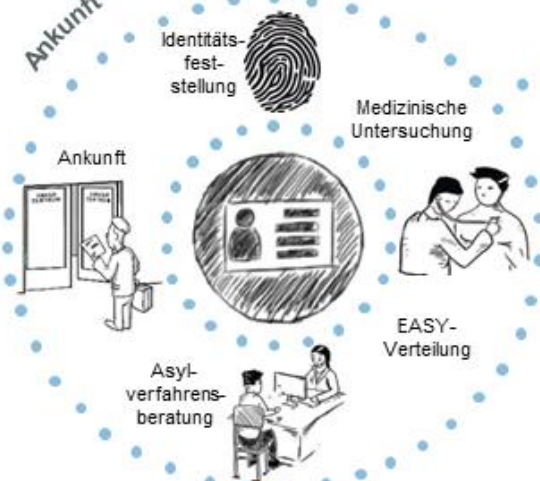 Ankunft
Identitäts-
fest-
stellung
Medizinische
Untersuchung
Ankunft
EASY-
Verteilung
Asyl-
verfahrens-
beratung